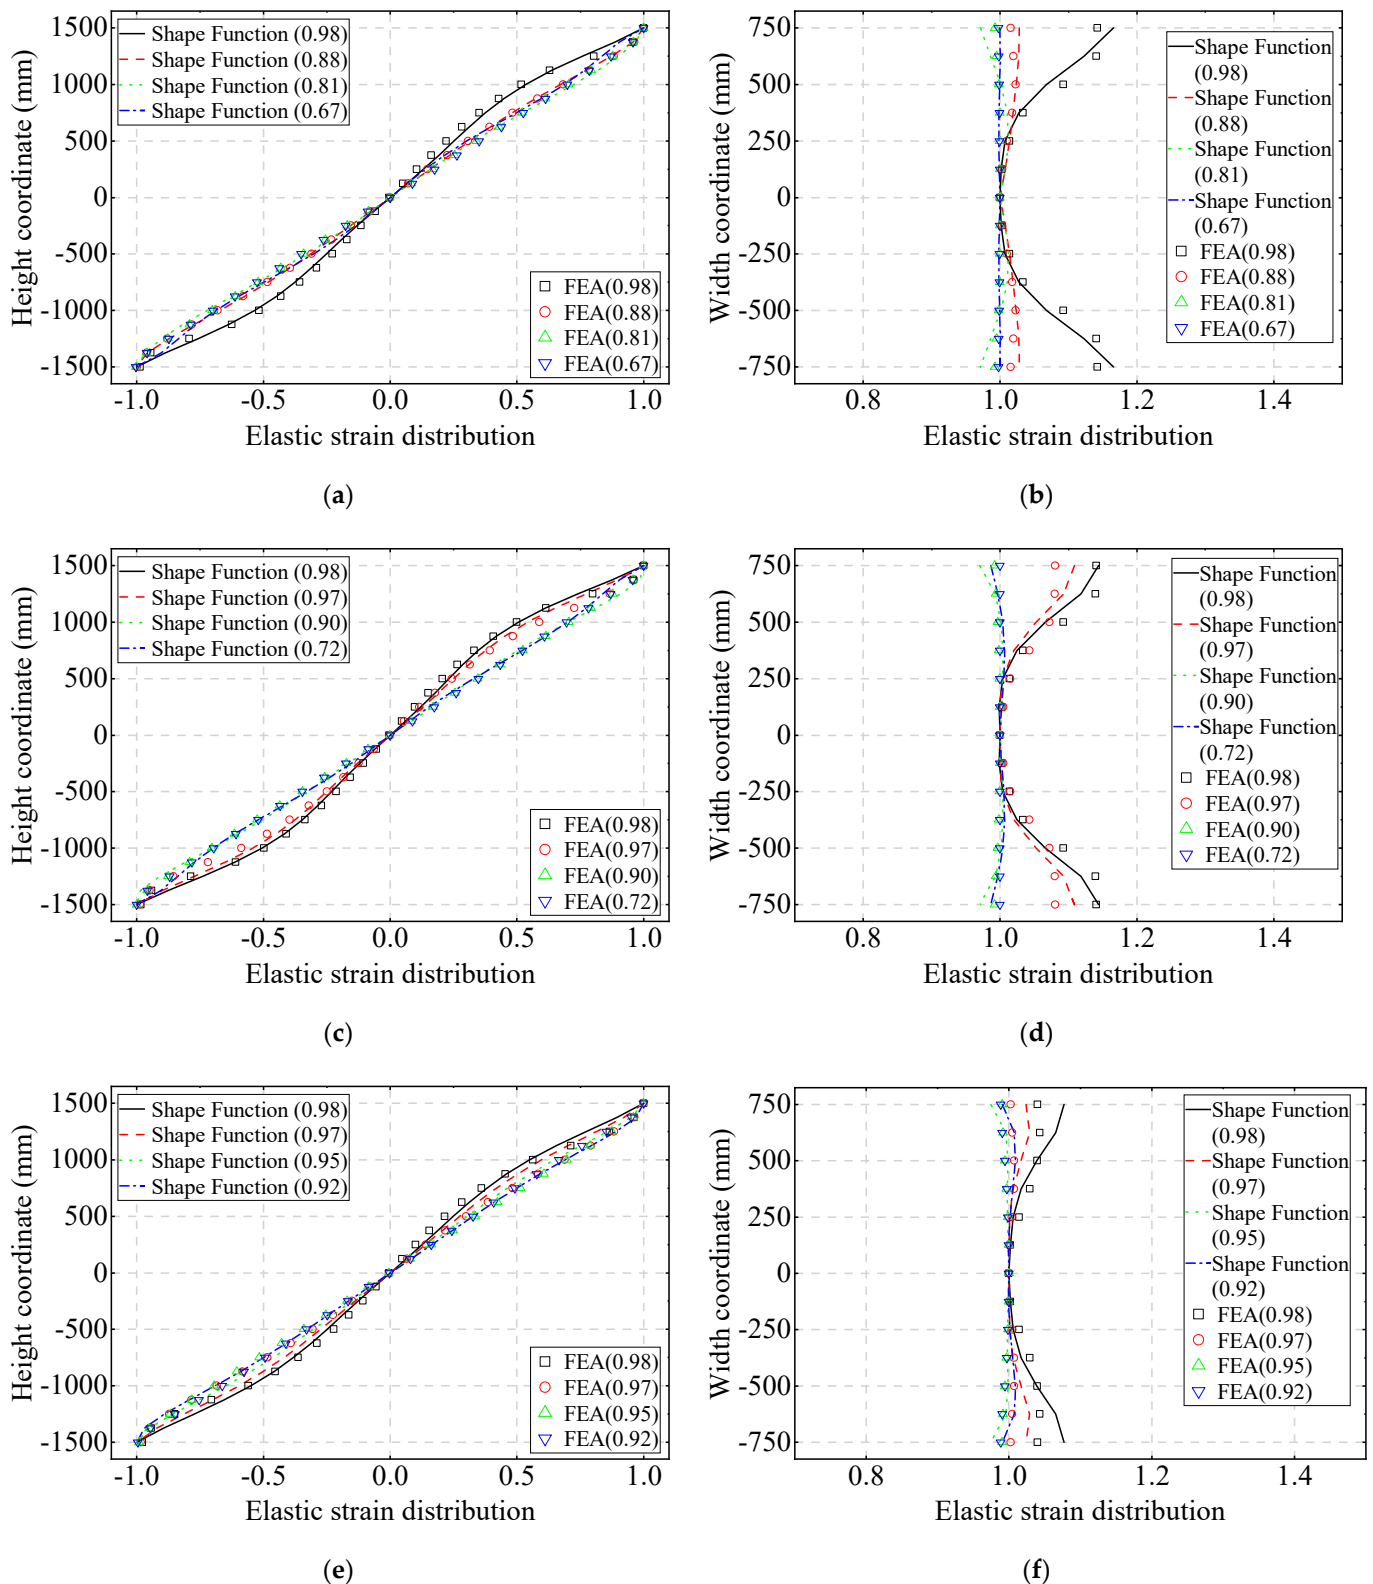 1500
1000
500
0
-500
-1000
-1500
Height coordinate (mm)
Shape Function (0.98)
Shape Function (0.88)
Shape Function (0.81)
Shape Function (0.67)
FEA(0.98)
FEA(0.88)
FEA(0.81)
FEA(0.67)
-1.0 -0.5 0.0 0.5 1.0
Elastic strain distribution
(a)
750
500
250
0
-250
-500
-750
Width coordinate (mm)
Shape Function
(0.98)
Shape Function
(0.88)
Shape Function
(0.81)
Shape Function
(0.67)
FEA(0.98)
FEA(0.88)
FEA(0.81)
FEA(0.67)
0.8 1.0 1.2 1.4
Elastic strain distribution
(b)
1500
1000
500
0
-500
-1000
-1500
Height coordinate (mm)
Shape Function (0.98)
Shape Function (0.97)
Shape Function (0.90)
Shape Function (0.72)
FEA(0.98)
FEA(0.97)
FEA(0.90)
FEA(0.72)
-1.0 -0.5 0.0 0.5 1.0
Elastic strain distribution
(c)
750
500
250
0
-250
-500
-750
Width coordinate (mm)
Shape Function
(0.98)
Shape Function
(0.97)
Shape Function
(0.90)
Shape Function
(0.72)
FEA(0.98)
FEA(0.97)
FEA(0.90)
FEA(0.72)
0.8 1.0 1.2 1.4
Elastic strain distribution
(d)
1500
1000
500
0
-500
-1000
-1500
Height coordinate (mm)
Shape Function (0.98)
Shape Function (0.97)
Shape Function (0.95)
Shape Function (0.92)
FEA(0.98)
FEA(0.97)
FEA(0.95)
FEA(0.92)
-1.0 -0.5 0.0 0.5 1.0
Elastic strain distribution
(e)
750
500
250
0
-250
-500
-750
Width coordinate (mm)
Shape Function
(0.98)
Shape Function
(0.97)
Shape Function
(0.95)
Shape Function
(0.92)
FEA(0.98)
FEA(0.97)
FEA(0.95)
FEA(0.92)
0.8 1.0 1.2 1.4
Elastic strain distribution
(f)